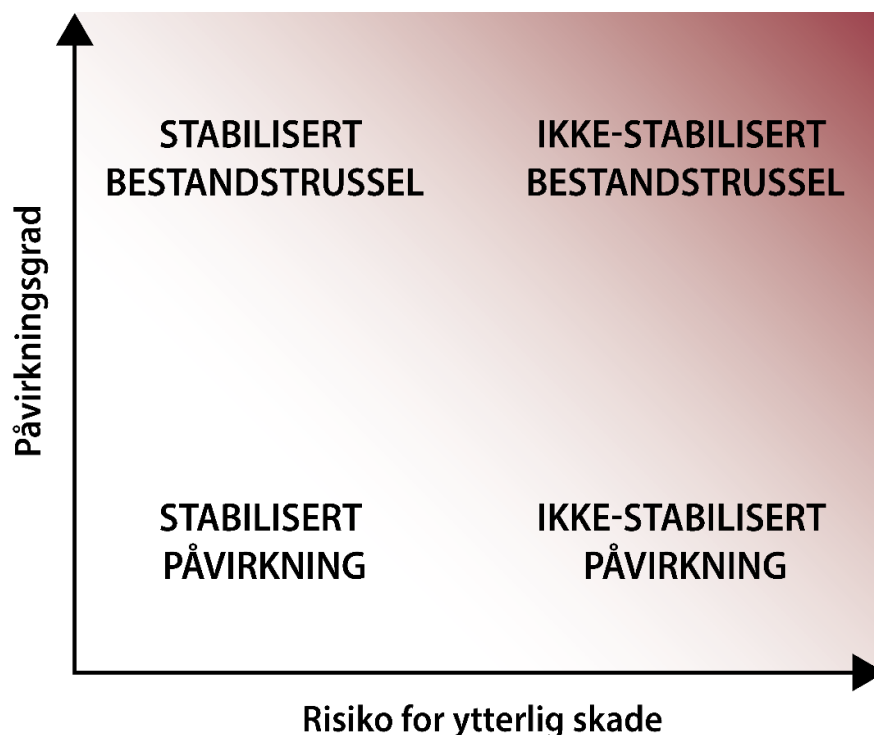 STABILISERT
BESTANDSTRUSSEL
IKKE-STABILISERT
BESTANDSTRUSSEL
Påvirkningsgrad
STABILISERT
PÅVIRKNING
IKKE-STABILISERT
PÅVIRKNING
Risiko for ytterlig skade